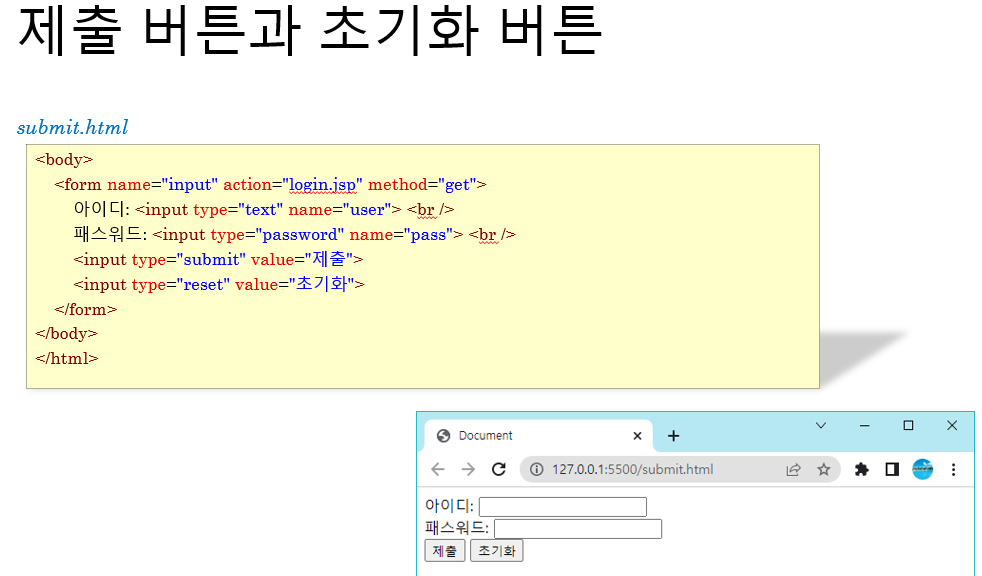 제출 버튼과 초기화 버튼
submit.html
<body>
<form name="input" action="login.jsp" method="get">
아이디: <input type="text" name="user"> <br />
패스워드: <input type="password" name="pass"> <br />
<input type="submit" value="제출">
<input type="reset" value="초기화">
</form>
</body>
</html>
Document
127.0.0.1:5500/submit.html
아이디:
패스워드:
제출 초기화